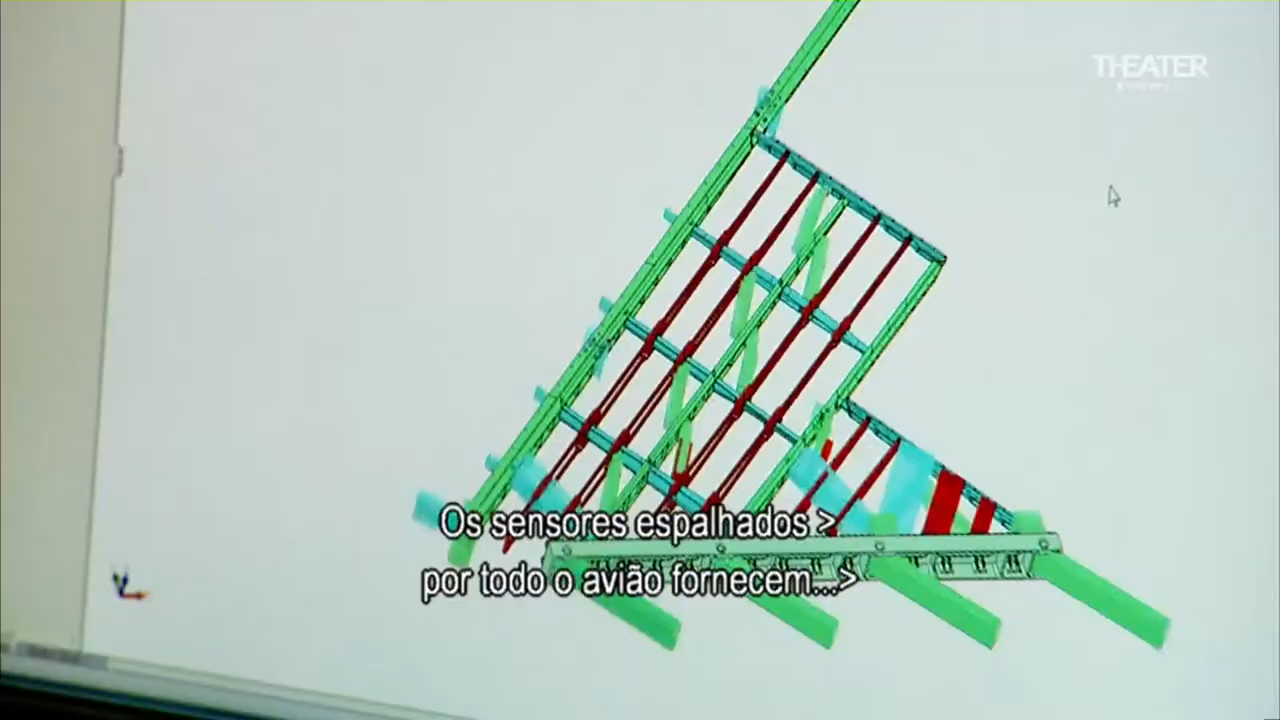 THEATER
Os sensores espalhados >
por todo o avião fornecem...>